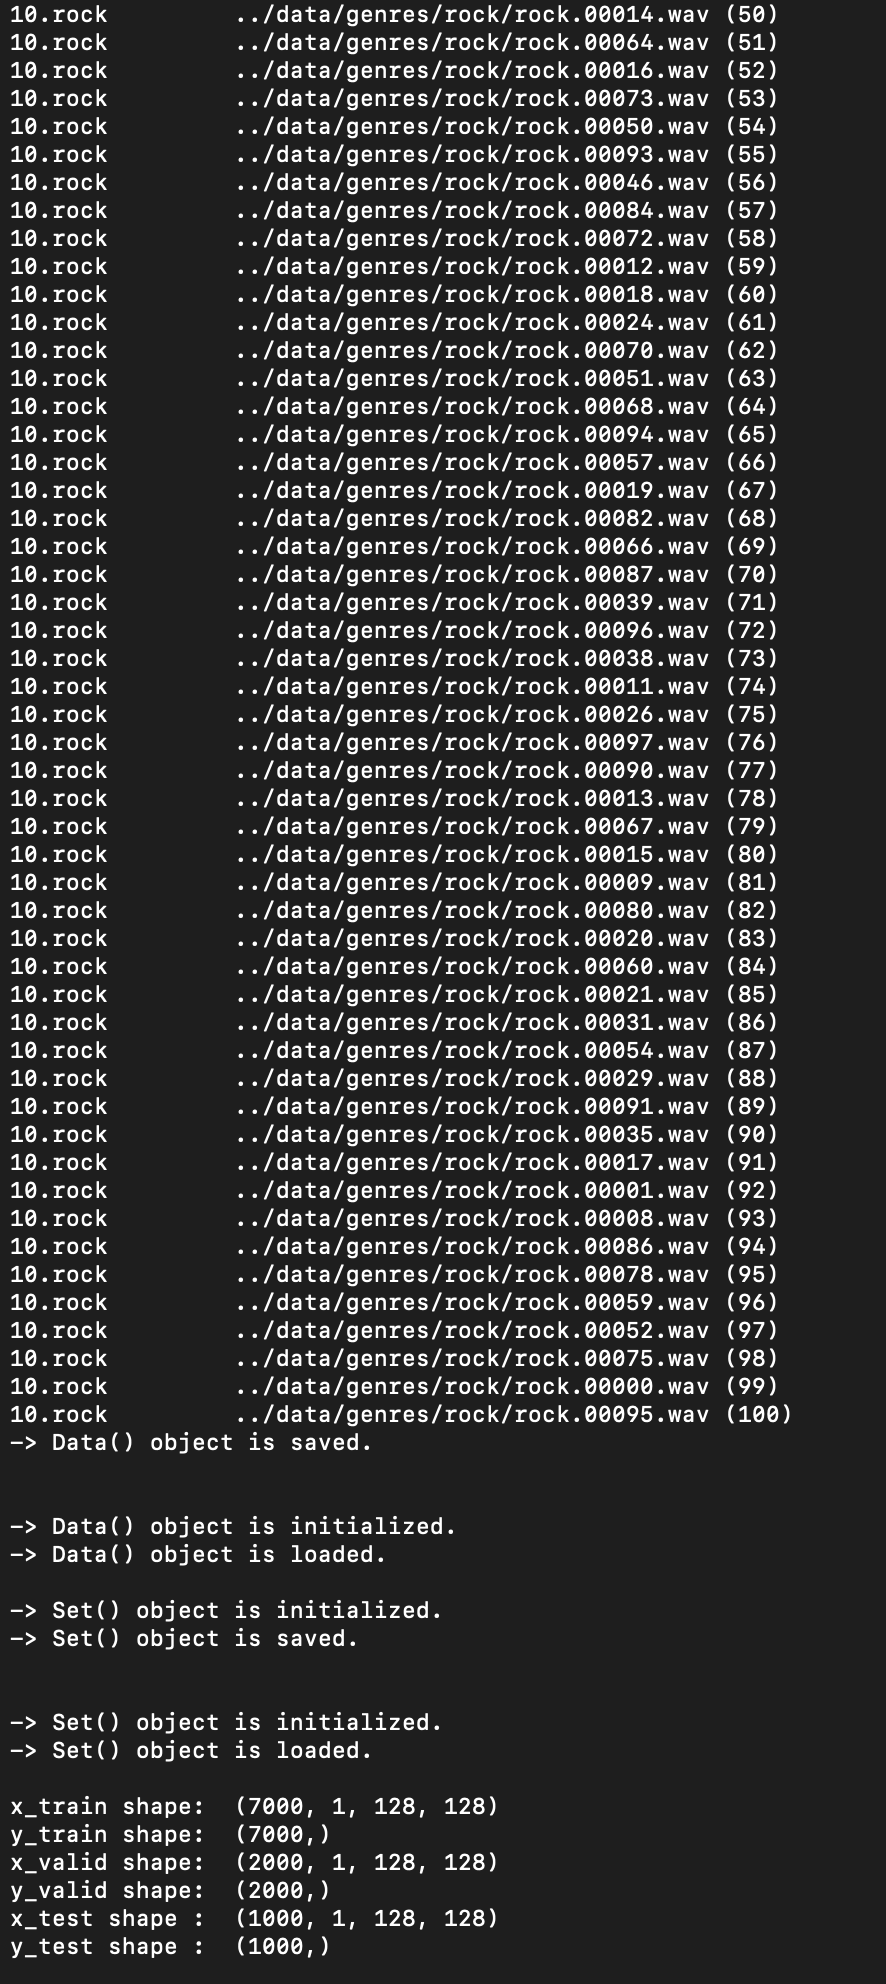 10.rock ../data/genres/rock/rock.00014.wav (50)
10.rock ../data/genres/rock/rock.00064.wav (51)
10.rock ../data/genres/rock/rock.00016.wav (52)
10.rock ../data/genres/rock/rock.00073.wav (53)
10.rock ../data/genres/rock/rock.00050.wav (54)
10.rock ../data/genres/rock/rock.00093.wav (55)
10.rock ../data/genres/rock/rock.00046.wav (56)
10.rock ../data/genres/rock/rock.00084.wav (57)
10.rock ../data/genres/rock/rock.00072.wav (58)
10.rock ../data/genres/rock/rock.00012.wav (59)
10.rock ../data/genres/rock/rock.00018.wav (60)
10.rock ../data/genres/rock/rock.00024.wav (61)
10.rock ../data/genres/rock/rock.00070.wav (62)
10.rock ../data/genres/rock/rock.00051.wav (63)
10.rock ../data/genres/rock/rock.00068.wav (64)
10.rock ../data/genres/rock/rock.00094.wav (65)
10.rock ../data/genres/rock/rock.00057.wav (66)
10.rock ../data/genres/rock/rock.00019.wav (67)
10.rock ../data/genres/rock/rock.00082.wav (68)
10.rock ../data/genres/rock/rock.00066.wav (69)
10.rock ../data/genres/rock/rock.00087.wav (70)
10.rock ../data/genres/rock/rock.00039.wav (71)
10.rock ../data/genres/rock/rock.00096.wav (72)
10.rock ../data/genres/rock/rock.00038.wav (73)
10.rock ../data/genres/rock/rock.00011.wav (74)
10.rock ../data/genres/rock/rock.00026.wav (75)
10.rock ../data/genres/rock/rock.00097.wav (76)
10.rock ../data/genres/rock/rock.00090.wav (77)
10.rock ../data/genres/rock/rock.00013.wav (78)
10.rock ../data/genres/rock/rock.00067.wav (79)
10.rock ../data/genres/rock/rock.00015.wav (80)
10.rock ../data/genres/rock/rock.00009.wav (81)
10.rock ../data/genres/rock/rock.00080.wav (82)
10.rock ../data/genres/rock/rock.00020.wav (83)
10.rock ../data/genres/rock/rock.00060.wav (84)
10.rock ../data/genres/rock/rock.00021.wav (85)
10.rock ../data/genres/rock/rock.00031.wav (86)
10.rock ../data/genres/rock/rock.00054.wav (87)
10.rock ../data/genres/rock/rock.00029.wav (88)
10.rock ../data/genres/rock/rock.00091.wav (89)
10.rock ../data/genres/rock/rock.00035.wav (90)
10.rock ../data/genres/rock/rock.00017.wav (91)
10.rock ../data/genres/rock/rock.00001.wav (92)
10.rock ../data/genres/rock/rock.00008.wav (93)
10.rock ../data/genres/rock/rock.00086.wav (94)
10.rock ../data/genres/rock/rock.00078.wav (95)
10.rock ../data/genres/rock/rock.00059.wav (96)
10.rock ../data/genres/rock/rock.00052.wav (97)
10.rock ../data/genres/rock/rock.00075.wav (98)
10.rock ../data/genres/rock/rock.00000.wav (99)
10.rock ../data/genres/rock/rock.00095.wav (100)
-> Data() object is saved.
-> Data() object is initialized.
-> Data() object is loaded.
-> Set() object is initialized.
-> Set() object is saved.
-> Set() object is initialized.
-> Set() object is loaded.
x_train shape: (7000, 1, 128, 128)
y_train shape: (7000,)
x_valid shape: (2000, 1, 128, 128)
y_valid shape: (2000,)
x_test shape : (1000, 1, 128, 128)
y_test shape : (1000,)